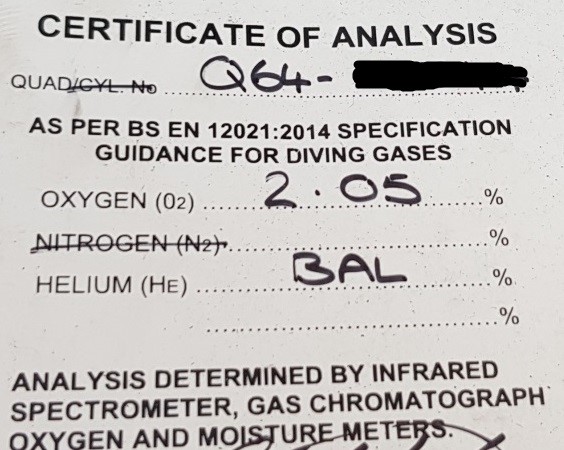 CERTIFICATE OF ANALYSIS
QUAD/CYL. No Q64-
AS PER BS EN 12021:2014 SPECIFICATION
GUIDANCE FOR DIVING GASES
OXYGEN (O2) 2.05 %
NITROGEN (N2) %
HELIUM (HE) BAL %
%
ANALYSIS DETERMINED BY INFRARED
SPECTROMETER, GAS CHROMATOGRAPH
OXYGEN AND MOISTURE METERS.